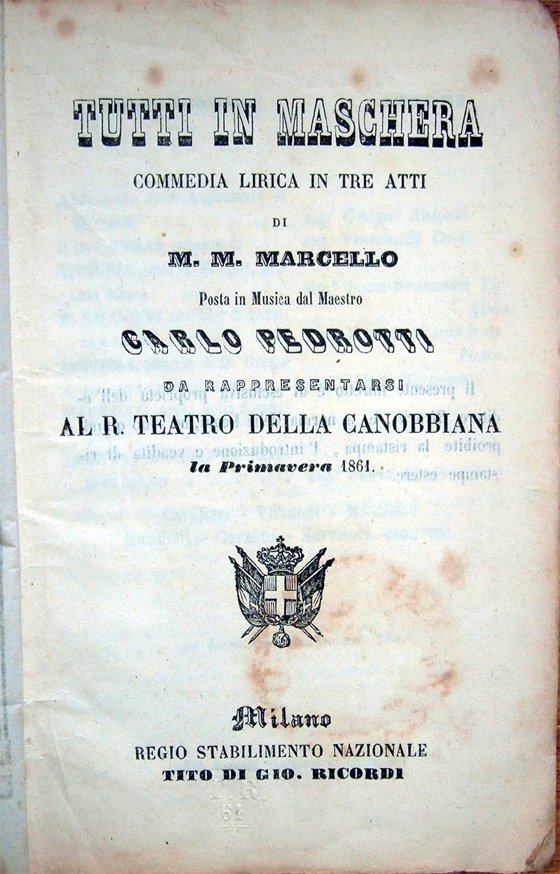 TUTTI IN MASCHERA
COMMEDIA LIRICA IN TRE ATTI
DI
M. M. MARCELLO
Posta in Musica dal Maestro
CARLO PEDROTTI
DA RAPPRESENTARSI
AL R. TEATRO DELLA CANOBBIANA
la Primavera 1861.
Milano
REGIO STABILIMENTO NAZIONALE
TITO DI GIO. RICORDI